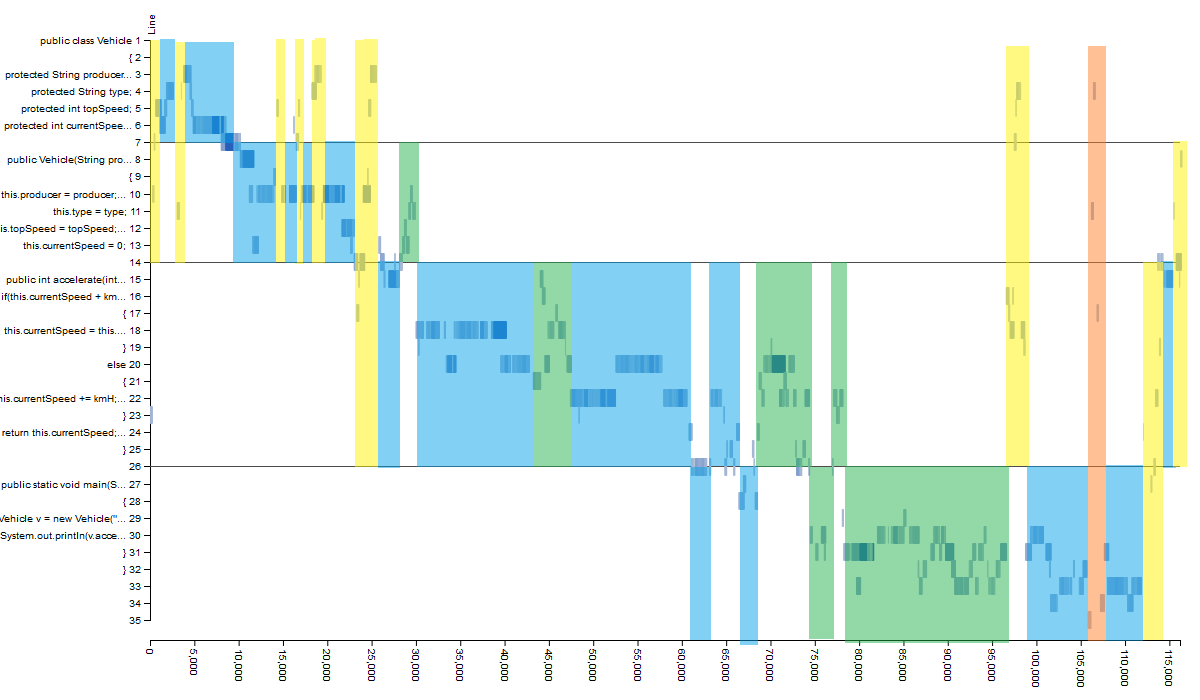 Line
public class Vehicle 1
{ 2
protected String producer... 3
protected String type; 4
protected int topSpeed; 5
protected int currentSpee... 6
7
public Vehicle(String pro... 8
{ 9
this.producer = producer;... 10
this.type = type; 11
is.topSpeed = topSpeed;... 12
this.currentSpeed = 0; 13
14
public int accelerate(int... 15
if(this.currentSpeed + km... 16
{ 17
this.currentSpeed = this.... 18
} 19
else 20
{ 21
his.currentSpeed += kmH;... 22
} 23
return this.currentSpeed;... 24
} 25
26
public static void main(S... 27
{ 28
Vehicle v = new Vehicle("... 29
System.out.println(v.acce... 30
} 31
} 32
33
34
35
0 5,000 10,000 15,000 20,000 25,000 30,000 35,000 40,000 45,000 50,000 55,000 60,000 65,000 70,000 75,000 80,000 85,000 90,000 95,000 100,000 105,000 110,000 115,000